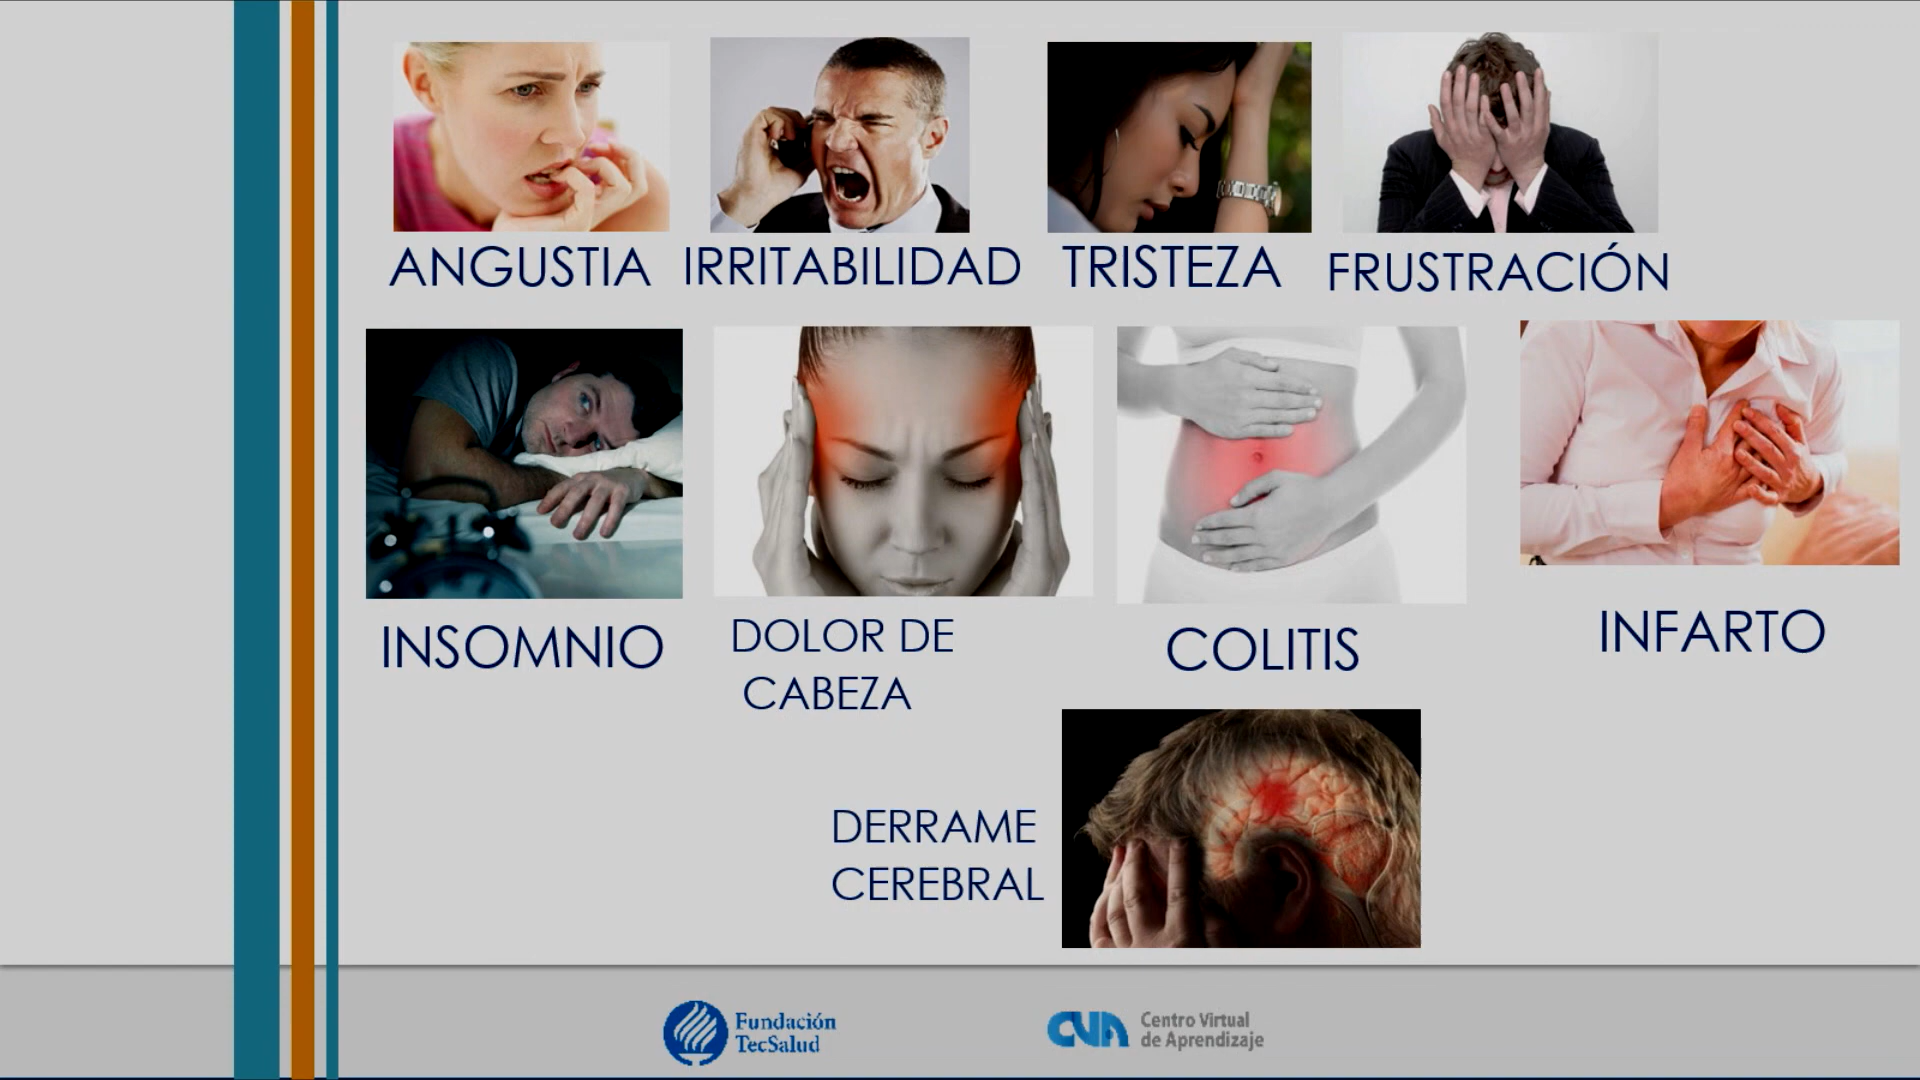 ANGUSTIA
IRRITABILIDAD
TRISTEZA
FRUSTRACIÓN
INSOMNIO
DOLOR DE
CABEZA
COLITIS
INFARTO
DERRAME
CEREBRAL
Fundación
TecSalud
CVA
Centro Virtual
de Aprendizaje